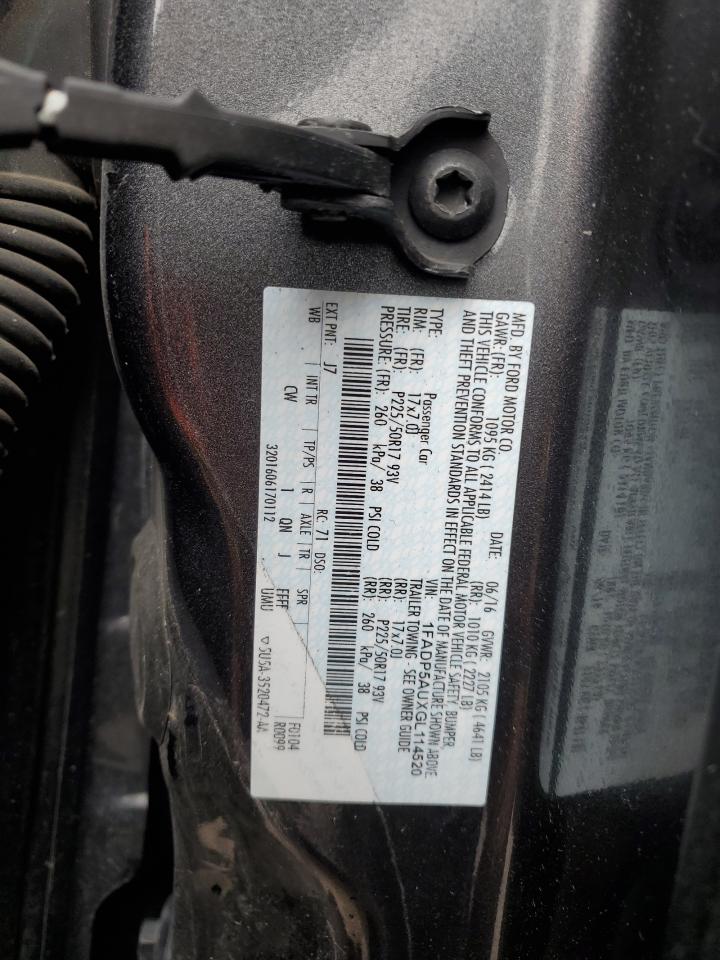 MFD. BY FORD MOTOR CO.
DATE: 06/16 GVWR: 2105 KG ( 4641 LB)
GAWR: (FR): 1095 KG ( 2414 LB) (RR): 1010 KG ( 2227 LB)
THIS VEHICLE CONFORMS TO ALL APPLICABLE FEDERAL MOTOR VEHICLE SAFETY, BUMPER,
AND THEFT PREVENTION STANDARDS IN EFFECT ON THE DATE OF MANUFACTURE SHOWN ABOVE
VIN: 1FADP5AUXGL114520
TYPE: Passenger Car TRAILER TOWING - SEE OWNER GUIDE
RIM: (FR): 17x7.0J (RR): 17x7.0J
TIRE: (FR): P225/50R17 93V (RR): P225/50R17 93V
PRESSURE: (FR): 260 kPa/ 38 PSI COLD (RR): 260 kPa/ 38 PSI COLD
EXT PNT: J7 RC: 71 DSO: F0104
R0099
WB INT TR TP/PS R AXLE TR SPR
CW 1 QN J FFFF
3201606170112 UMU 5U5A-3520472-AA